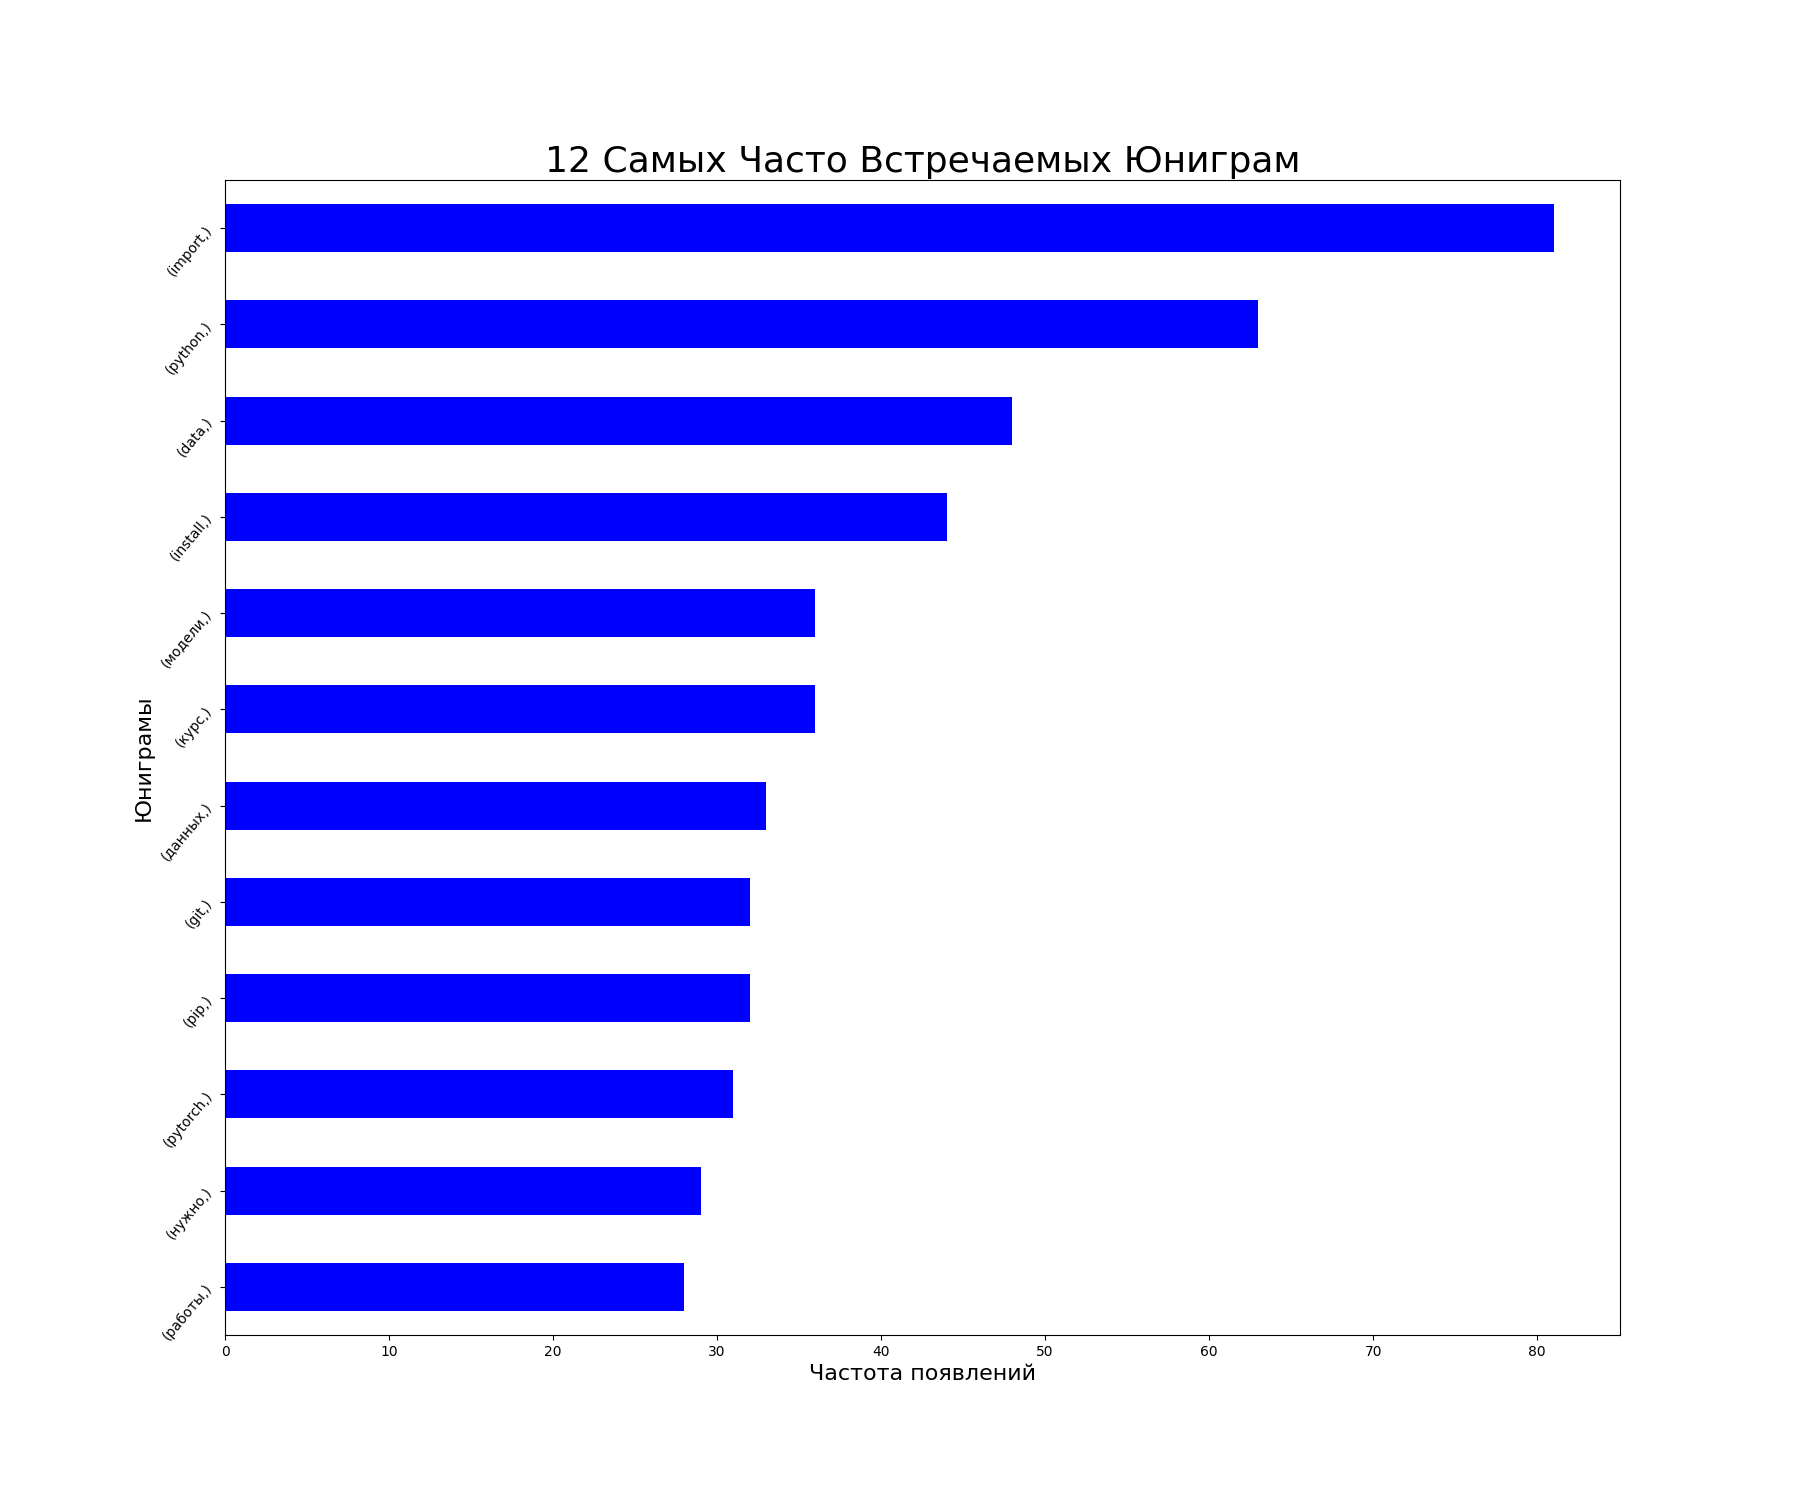 12 Самых Часто Встречаемых Юниграм
Юниграмы
(import,)
(python,)
(data,)
(install,)
(модели,)
(курс,)
(данных,)
(git,)
(pip,)
(pytorch,)
(нужно,)
(работы,)
0 10 20 30 40 50 60 70 80
Частота появлений